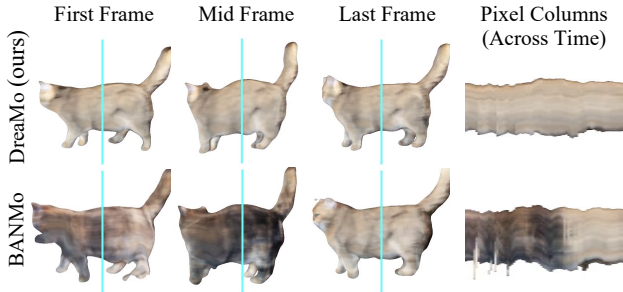 First Frame
Mid Frame
Last Frame
Pixel Columns
(Across Time)
DreaMo (ours)
BANMo